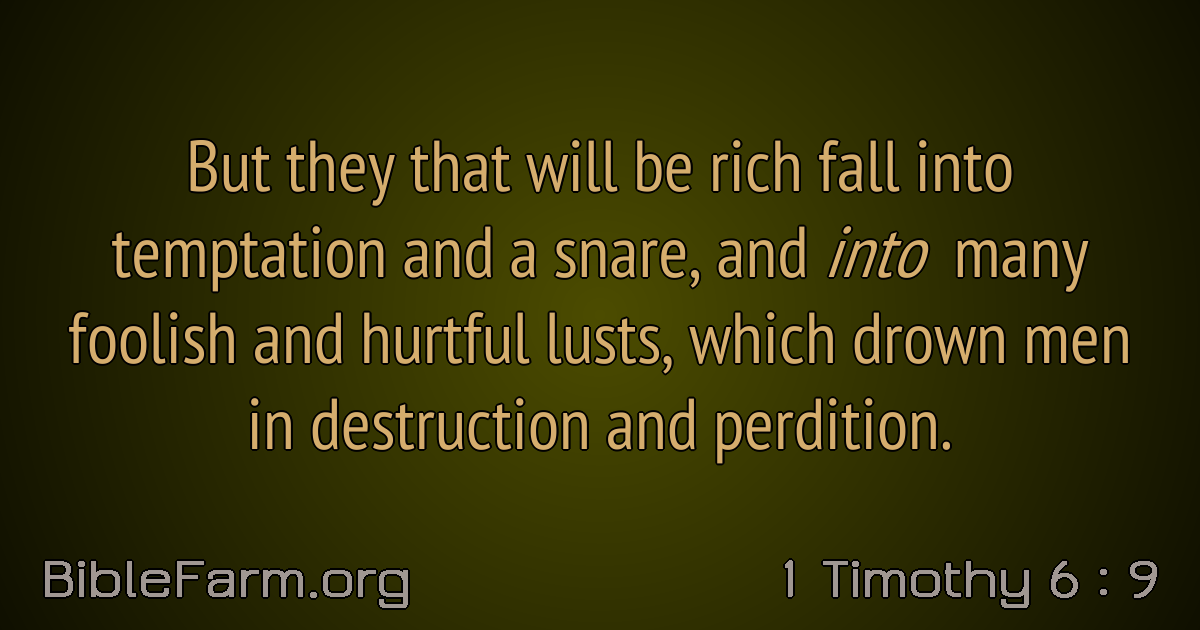 But they that will be rich fall into
temptation and a snare, and into many
foolish and hurtful lusts, which drown men
in destruction and perdition.
BibleFarm.org
1 Timothy 6 : 9